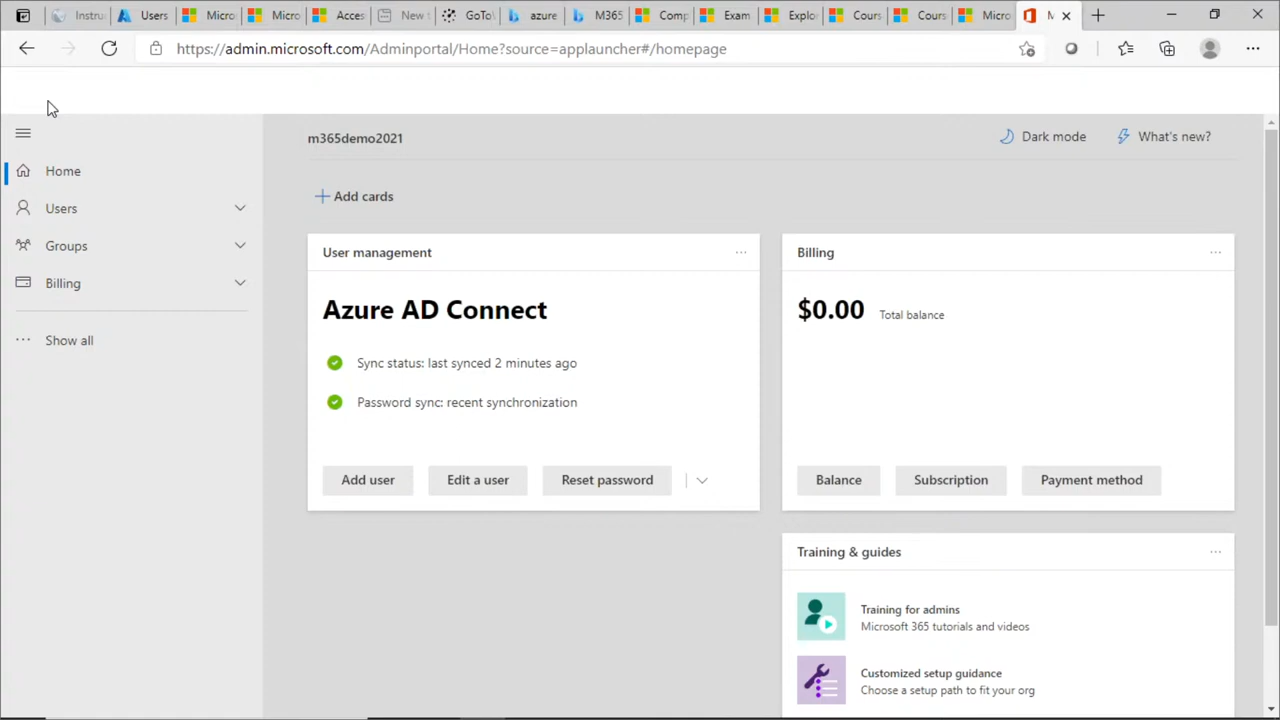 Instru
Users
Micro
Micro
Acces
New t
GoToV
azure
M365
Comp
Exam
Explo
Cours
Cours
Micro
https://admin.microsoft.com/Adminportal/Home?source=applauncher#/homepage
m365demo2021
Dark mode
What's new?
Home
Users
Groups
Billing
Show all
Add cards
User management
Azure AD Connect
Sync status: last synced 2 minutes ago
Password sync: recent synchronization
Add user
Edit a user
Reset password
Billing
$0.00 Total balance
Balance
Subscription
Payment method
Training & guides
Training for admins
Microsoft 365 tutorials and videos
Customized setup guidance
Choose a setup path to fit your org